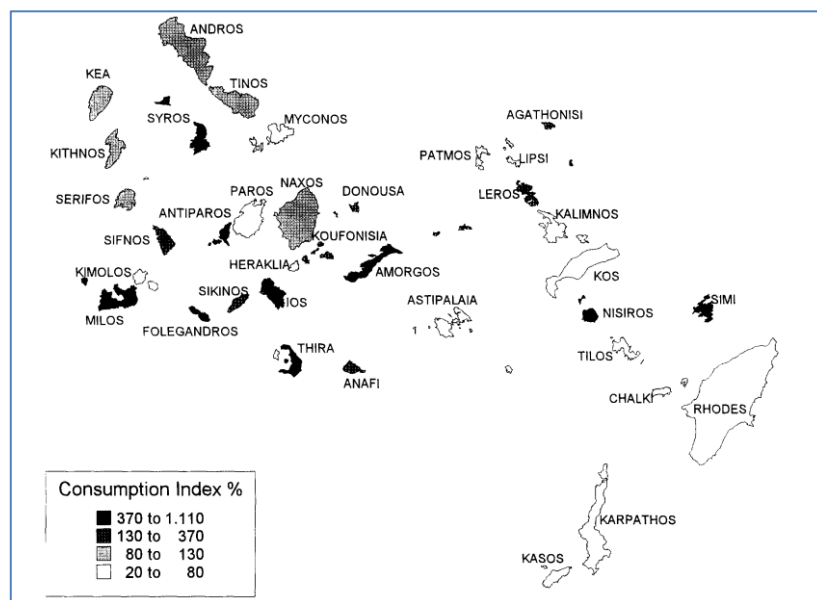 ANDROS
KEA
TINOS
SYROS
MYCONOS
AGATHONISI
KITHNOS
PATMOS
LIPSI
NAXOS
DONOUSA
LEROS
SERIFOS
PAROS
ANTIPAROS
KALIMNOS
SIFNOS
KOUFONISIA
HERAKLIA
KIMOLOS
AMORGOS
KOS
SIKINOS
IOS
ASTIPALAIA
SIMI
MILOS
NISIROS
FOLEGANDROS
THIRA
TILOS
ANAFI
CHALKI
RHODES
KARPATHOS
KASOS
Consumption Index %
370 to 1.110
130 to 370
80 to 130
20 to 80